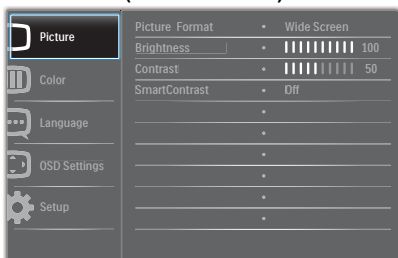 Picture
Color
Language
OSD Settings
Setup
Picture Format • Wide Screen
Brightness • 100
Contrast • 50
SmartContrast • Off
•
•
•
•
•
•